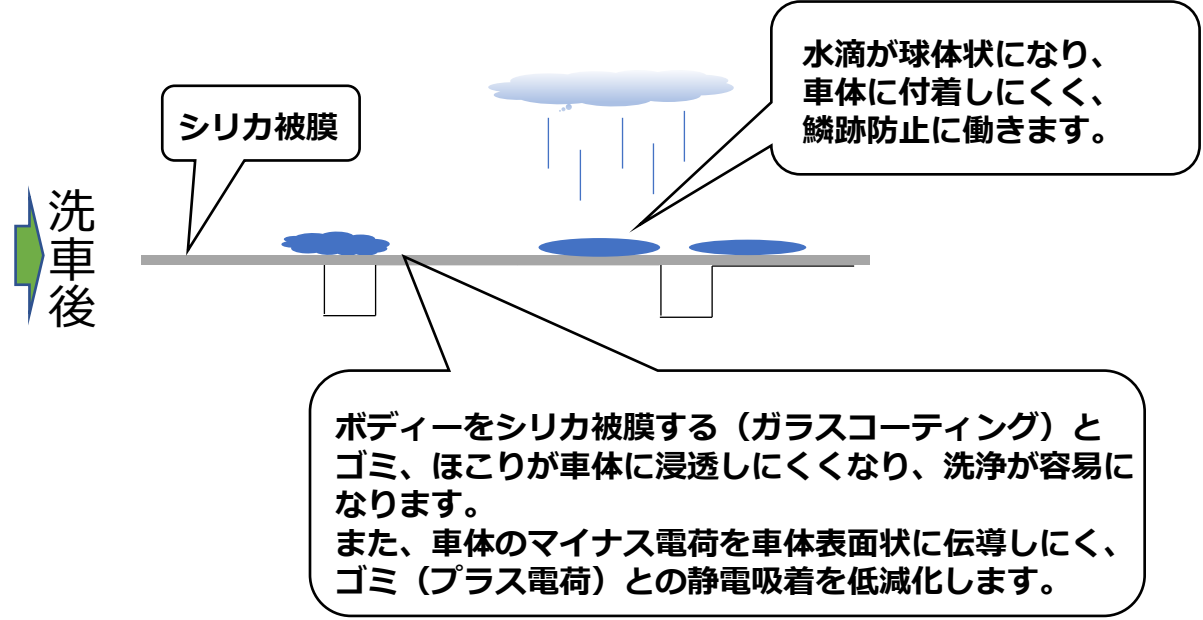 水滴が球体状になり、
車体に付着しにくく、
鱗跡防止に働きます。
シリカ被膜
洗車後
ボディーをシリカ被膜する（ガラスコーティング）と
ゴミ、ほこりが車体に浸透しにくくなり、洗浄が容易に
なります。
また、車体のマイナス電荷を車体表面状に伝導しにく、
ゴミ（プラス電荷）との静電吸着を低減化します。